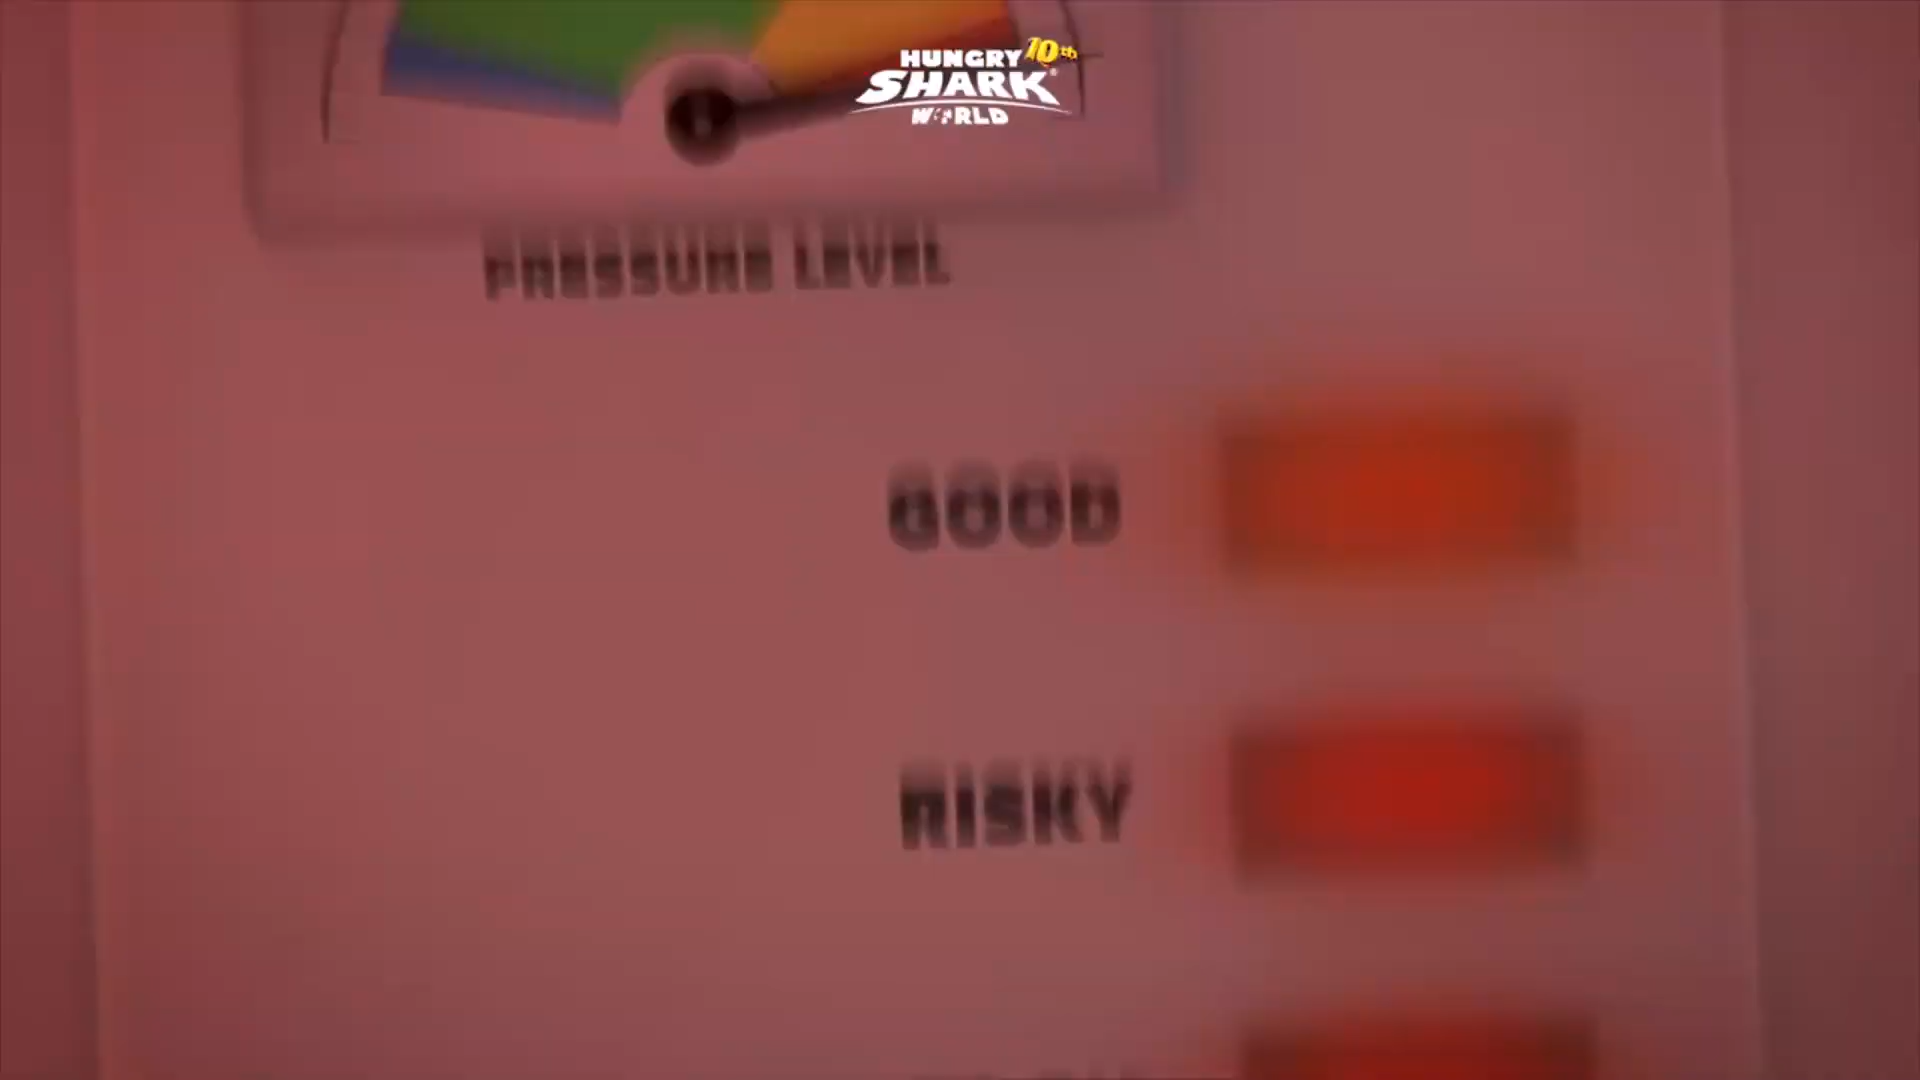 HUNGRY 10th
SHARK®
WORLD
PRESSURE LEVEL
GOOD
RISKY